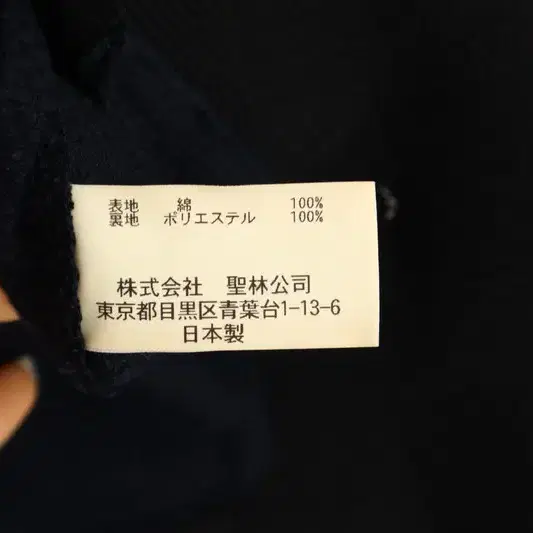 表地 綿 100%
裏地 ポリエステル 100%
株式会社 聖林公司
東京都目黒区青葉台1-13-6
日本製